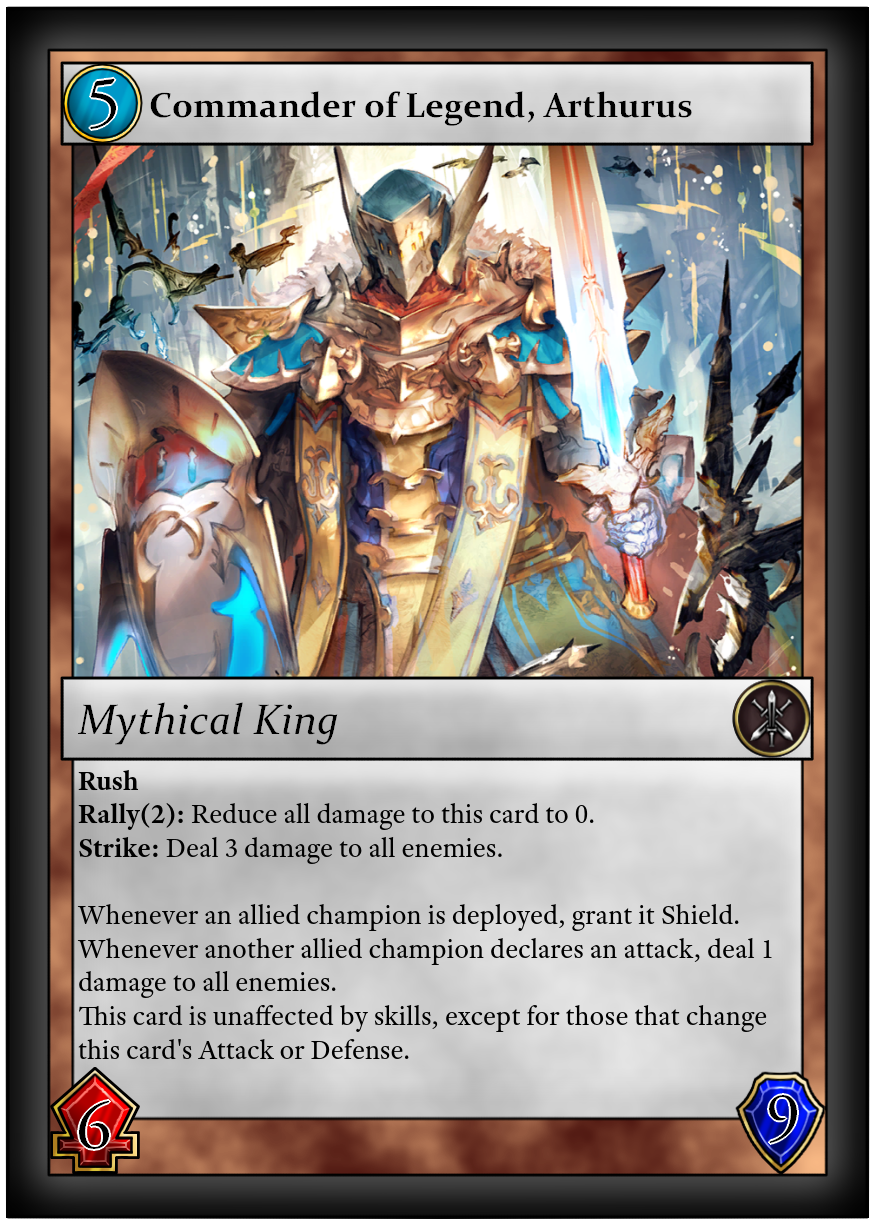 5 Commander of Legend, Arthurus
Mythical King
Rush
Rally(2): Reduce all damage to this card to 0.
Strike: Deal 3 damage to all enemies.
Whenever an allied champion is deployed, grant it Shield.
Whenever another allied champion declares an attack, deal 1
damage to all enemies.
This card is unaffected by skills, except for those that change
this card's Attack or Defense.
6 9